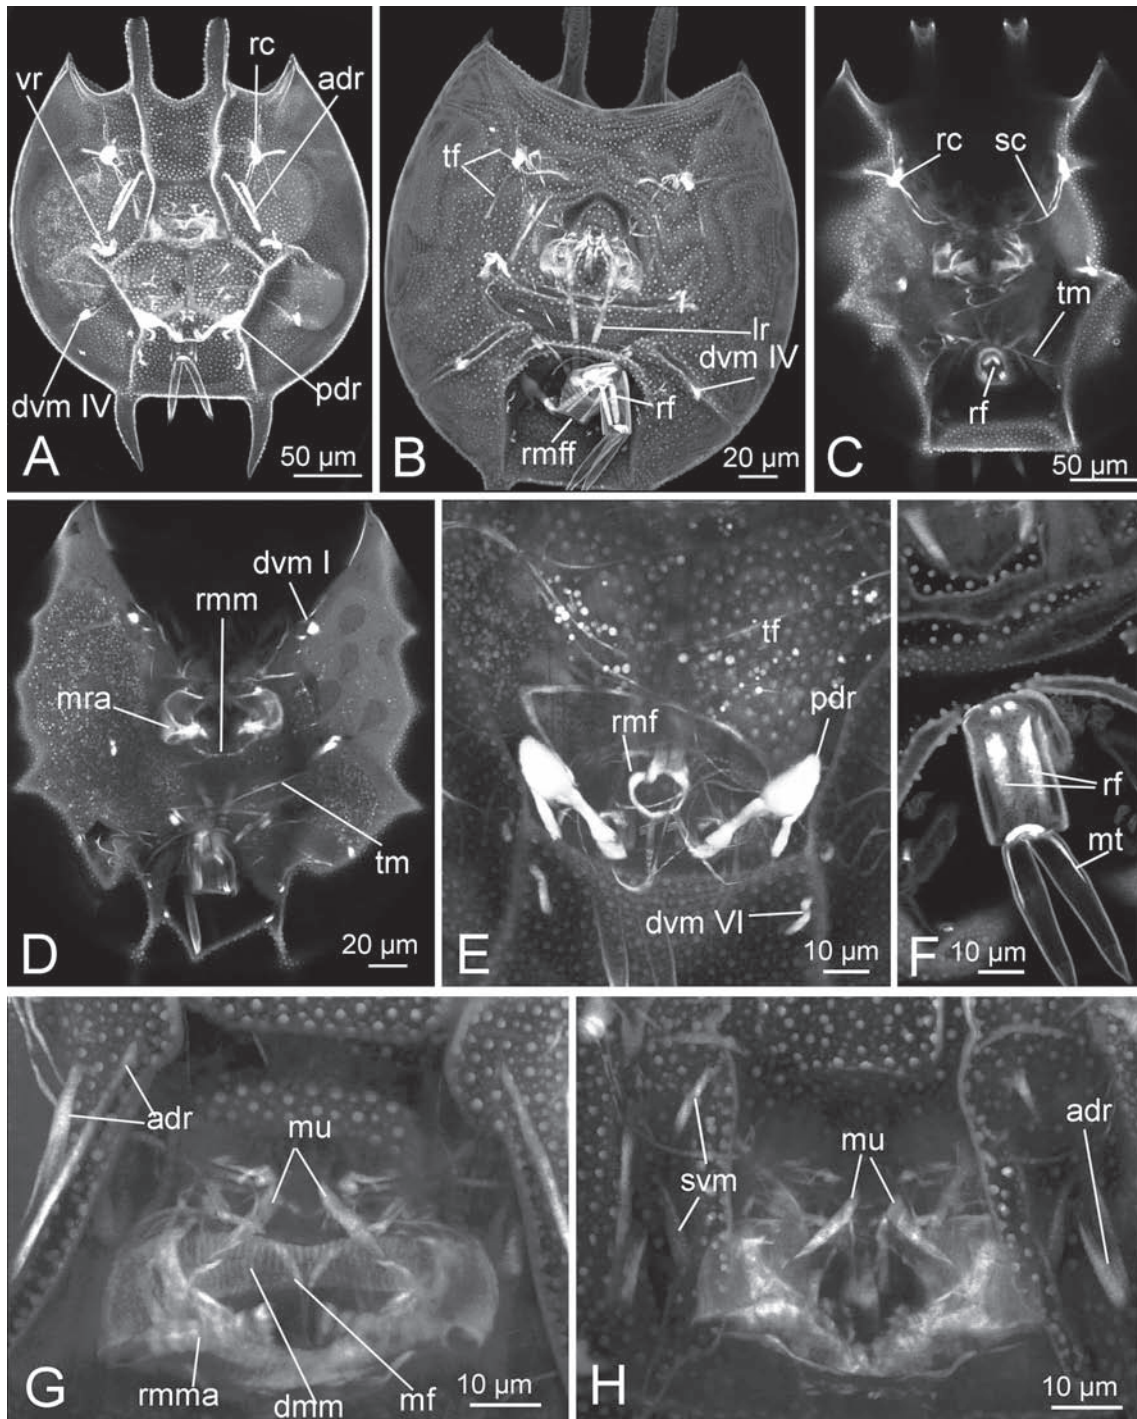 vr
rc
adr
dvm IV
pdr
A
50 µm
tf
lr
dvm IV
rf
rmff
B
20 µm
rc
sc
tm
rf
C
50 µm
dvm I
rmm
mra
tm
D
20 µm
tf
pdr
rmf
dvm VI
E
10 µm
rf
mt
F
10 µm
adr
mu
rmma
dmm
mf
G
10 µm
svm
mu
adr
H
10 µm